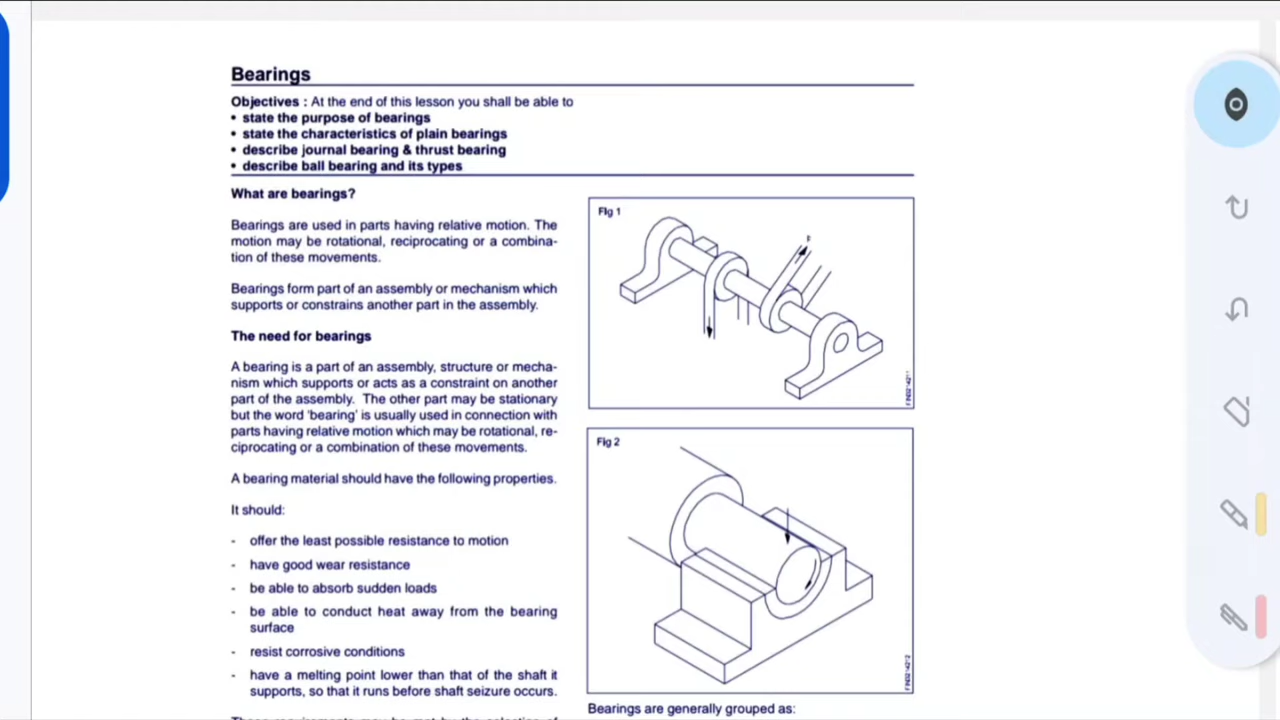 Bearings
Objectives : At the end of this lesson you shall be able to
• state the purpose of bearings
• state the characteristics of plain bearings
• describe journal bearing & thrust bearing
• describe ball bearing and its types
What are bearings?
Bearings are used in parts having relative motion. The
motion may be rotational, reciprocating or a combina-
tion of these movements.
Bearings form part of an assembly or mechanism which
supports or constrains another part in the assembly.
The need for bearings
A bearing is a part of an assembly, structure or mecha-
nism which supports or acts as a constraint on another
part of the assembly. The other part may be stationary
but the word 'bearing' is usually used in connection with
parts having relative motion which may be rotational, re-
ciprocating or a combination of these movements.
A bearing material should have the following properties.
It should:
- offer the least possible resistance to motion
- have good wear resistance
- be able to absorb sudden loads
- be able to conduct heat away from the bearing
surface
- resist corrosive conditions
- have a melting point lower than that of the shaft it
supports, so that it runs before shaft seizure occurs.
Fig 1
F
Fig 2
Bearings are generally grouped as: